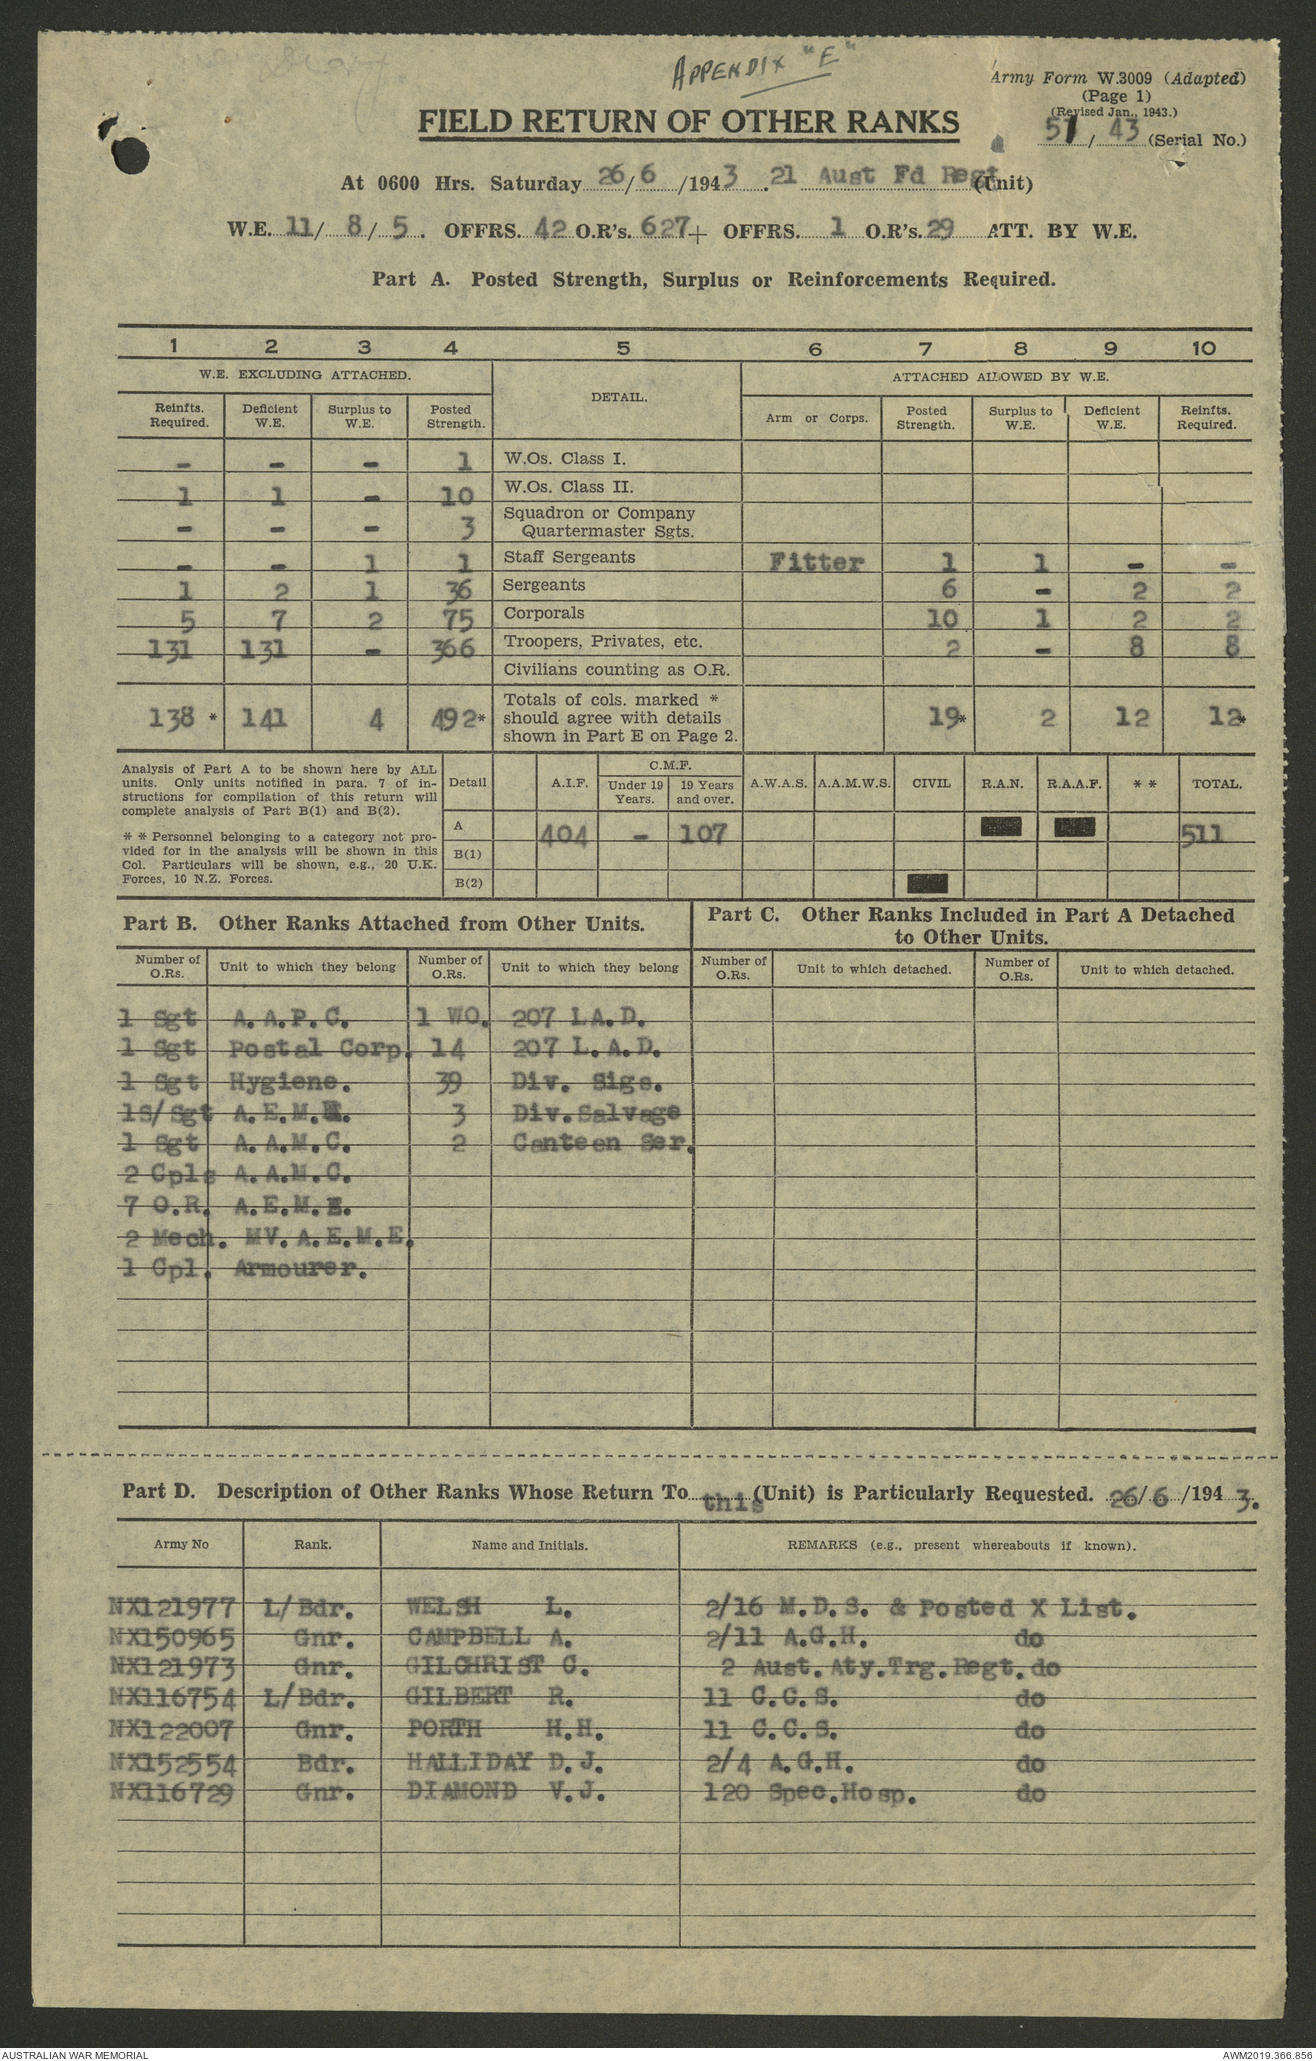 APPENDIX "E"
Army Form W.3009 (Adapted)
(Page 1)
(Revised Jan., 1943.)
51 / 43 (Serial No.)
FIELD RETURN OF OTHER RANKS
At 0600 Hrs. Saturday 26/6/1943. 21 Aust Fd Regt (Unit)
W.E. 11/ 8/ 5. OFFRS. 42 O.R's. 627+ OFFRS. 1 O.R's. 29 ATT. BY W.E.
Part A. Posted Strength, Surplus or Reinforcements Required.
1 2 3 4 5 6 7 8 9 10
W.E. EXCLUDING ATTACHED. DETAIL. ATTACHED ALLOWED BY W.E.
Reinfts. Required. Deficient W.E. Surplus to W.E. Posted Strength. Arm or Corps. Posted Strength. Surplus to W.E. Deficient W.E. Reinfts. Required.
- - - 1 W.Os. Class I.
1 1 - 10 W.Os. Class II.
- - - 3 Squadron or Company Quartermaster Sgts.
- - 1 1 Staff Sergeants Fitter 1 1 - -
1 2 1 36 Sergeants 6 - 2 2
5 7 2 75 Corporals 10 1 2 2
131 131 - 366 Troopers, Privates, etc. 2 - 8 8
Civilians counting as O.R.
138 * 141 4 492* Totals of cols. marked * should agree with details shown in Part E on Page 2. 19* 2 12 12*
Analysis of Part A to be shown here by ALL
units. Only units notified in para. 7 of in-
structions for compilation of this return will
complete analysis of Part B(1) and B(2).
* * Personnel belonging to a category not pro-
vided for in the analysis will be shown in this
Col. Particulars will be shown, e.g., 20 U.K.
Forces, 10 N.Z. Forces.
Detail A.I.F. C.M.F. Under 19 Years. 19 Years and over. A.W.A.S. A.A.M.W.S. CIVIL R.A.N. R.A.A.F. * * TOTAL.
A 404 - 107 511
B(1)
B(2)
Part B. Other Ranks Attached from Other Units.
Part C. Other Ranks Included in Part A Detached
to Other Units.
Number of O.Rs. Unit to which they belong Number of O.Rs. Unit to which they belong Number of O.Rs. Unit to which detached. Number of O.Rs. Unit to which detached.
1 Sgt A.A.P.C. 1 WO. 207 LA.D.
1 Sgt Postal Corp. 14 207 L.A.D.
1 Sgt Hygiene. 39 Div. Sigs.
1S/Sgt A.E.M.E. 3 Div.Salvage
1 Sgt A.A.M.C. 2 Canteen Ser.
2 Cpls A.A.M.C.
7 O.R. A.E.M.E.
2 Mech. MV. A.E.M.E.
1 Cpl. Armourer.
Part D. Description of Other Ranks Whose Return To this (Unit) is Particularly Requested. 26/6/1943.
Army No Rank. Name and Initials. REMARKS (e.g., present whereabouts if known).
NX121977 L/Bdr. WELSH L. 2/16 M.D.S. & Posted X List.
NX150965 Gnr. CAMPBELL A. 2/11 A.G.H. do
NX121973 Gnr. GILCHRIST C. 2 Aust.Aty.Trg.Regt.do
NX116754 L/Bdr. GILBERT R. 11 C.C.S. do
NX122007 Gnr. PORTH H.H. 11 C.C.S. do
NX152554 Bdr. HALLIDAY D.J. 2/4 A.G.H. do
NX116729 Gnr. DIAMOND V.J. 120 Spec.Hosp. do
AUSTRALIAN WAR MEMORIAL AWM2019.366.856